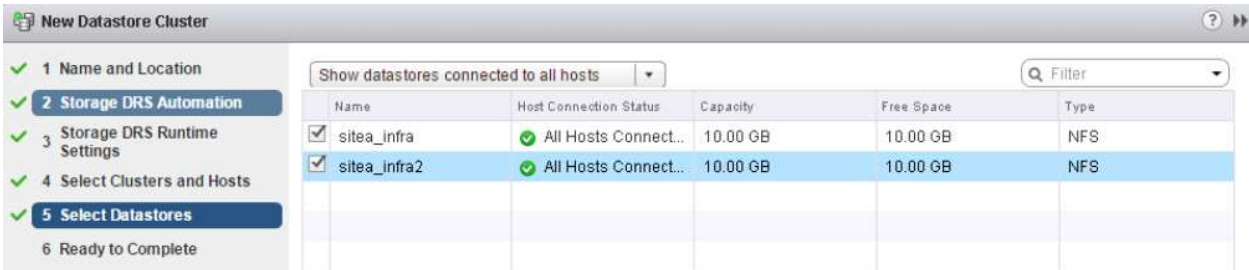 New Datastore Cluster
1 Name and Location
2 Storage DRS Automation
3 Storage DRS Runtime
Settings
4 Select Clusters and Hosts
5 Select Datastores
6 Ready to Complete
Show datastores connected to all hosts
Filter
Name Host Connection Status Capacity Free Space Type
sitea_infra All Hosts Connect... 10.00 GB 10.00 GB NFS
sitea_infra2 All Hosts Connect... 10.00 GB 10.00 GB NFS